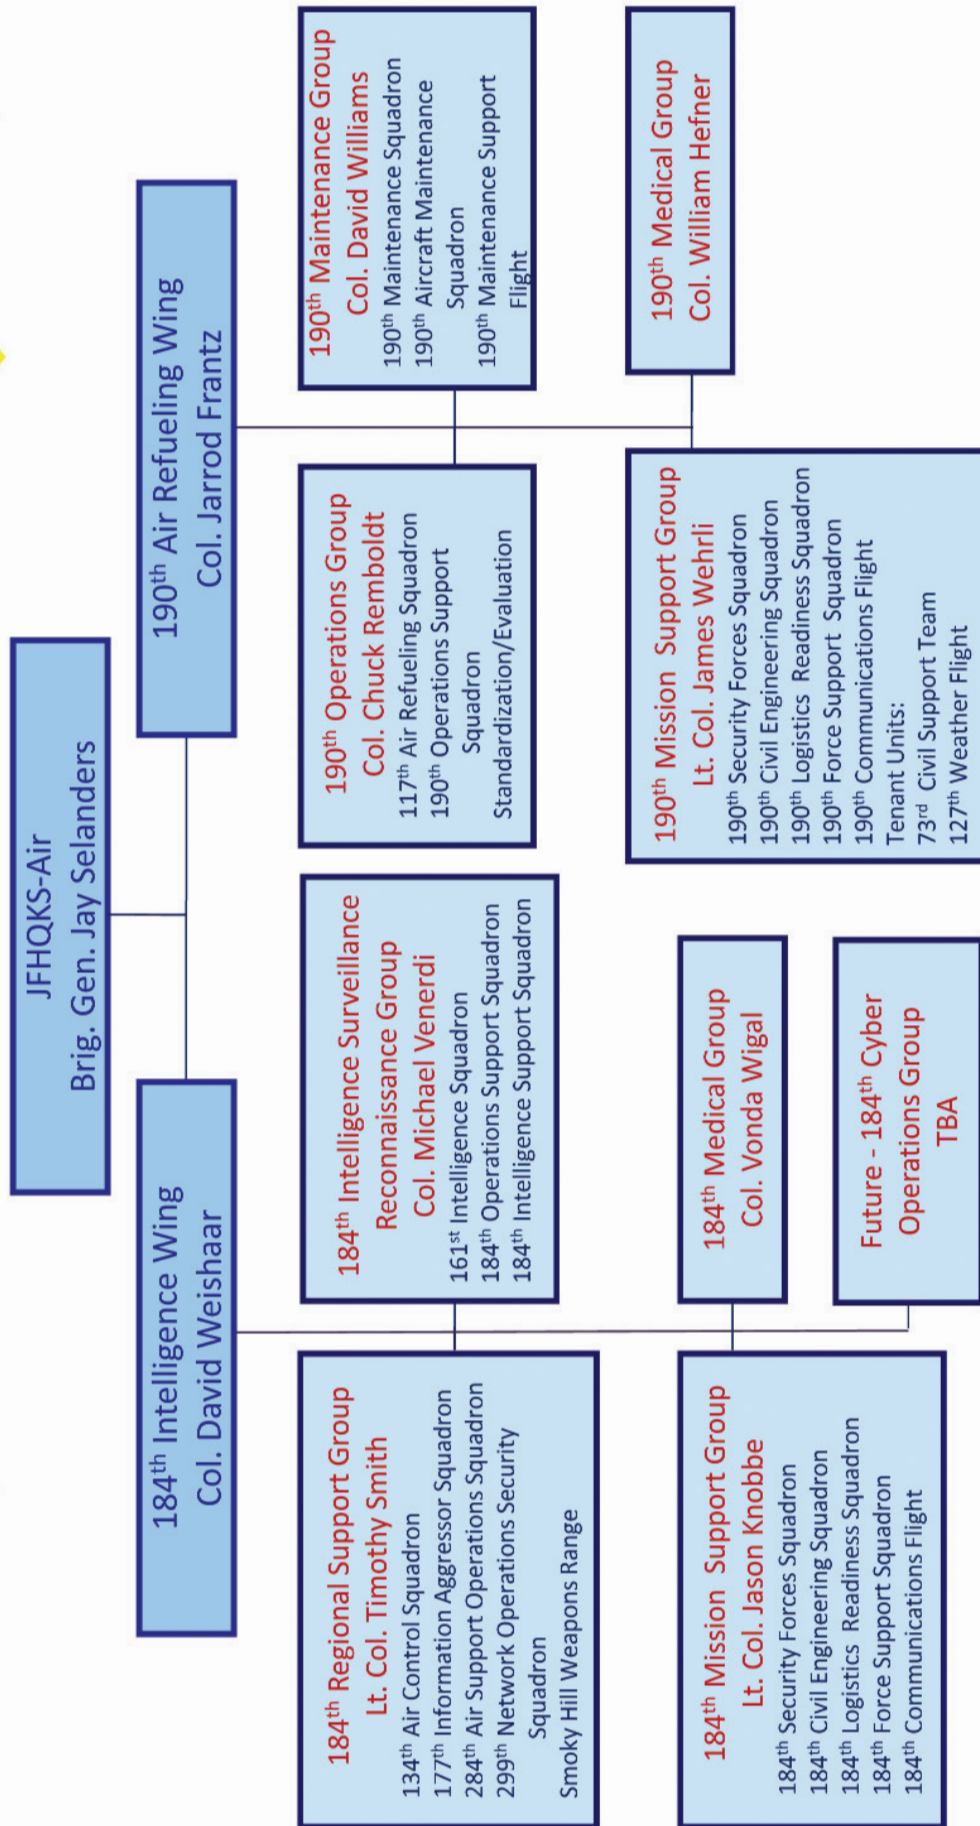 JFHQKS-Air
Brig. Gen. Jay Selanders
184th Intelligence Wing
Col. David Weishaar
190th Air Refueling Wing
Col. Jarrod Frantz
184th Regional Support Group
Lt. Col. Timothy Smith
134th Air Control Squadron
177th Information Aggressor Squadron
284th Air Support Operations Squadron
299th Network Operations Security
Squadron
Smoky Hill Weapons Range
184th Intelligence Surveillance
Reconnaissance Group
Col. Michael Venerdi
161st Intelligence Squadron
184th Operations Support Squadron
184th Intelligence Support Squadron
190th Operations Group
Col. Chuck Remboldt
117th Air Refueling Squadron
190th Operations Support
Squadron
Standardization/Evaluation
190th Maintenance Group
Col. David Williams
190th Maintenance Squadron
190th Aircraft Maintenance
Squadron
190th Maintenance Support
Flight
184th Mission Support Group
Lt. Col. Jason Knobbe
184th Security Forces Squadron
184th Civil Engineering Squadron
184th Logistics Readiness Squadron
184th Force Support Squadron
184th Communications Flight
184th Medical Group
Col. Vonda Wigal
Future - 184th Cyber
Operations Group
TBA
190th Mission Support Group
Lt. Col. James Wehrli
190th Security Forces Squadron
190th Civil Engineering Squadron
190th Logistics Readiness Squadron
190th Force Support Squadron
190th Communications Flight
Tenant Units:
73rd Civil Support Team
127th Weather Flight
190th Medical Group
Col. William Hefner